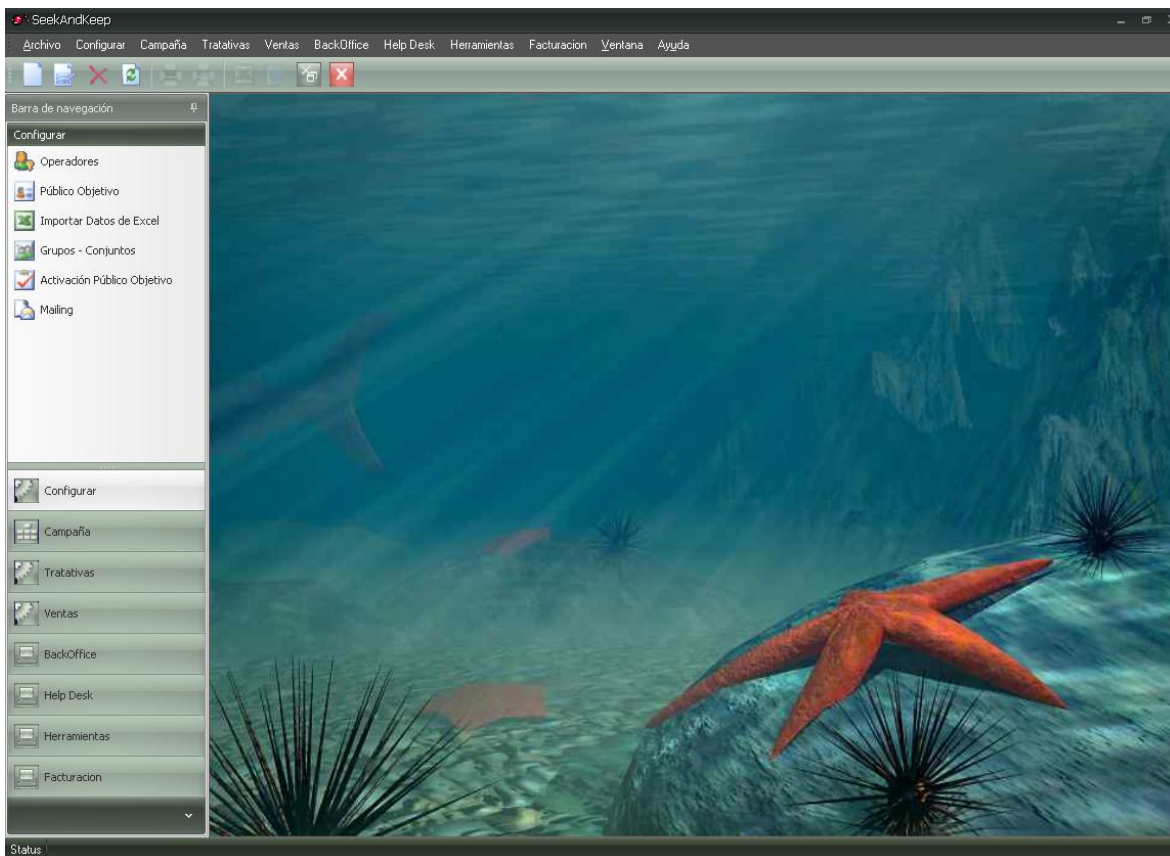 SeekAndKeep
Archivo Configurar Campaña Tratativas Ventas BackOffice Help Desk Herramientas Facturacion Ventana Ayuda
Barra de navegación
Configurar
Operadores
Público Objetivo
Importar Datos de Excel
Grupos - Conjuntos
Activación Público Objetivo
Mailing
Configurar
Campaña
Tratativas
Ventas
BackOffice
Help Desk
Herramientas
Facturacion
Status